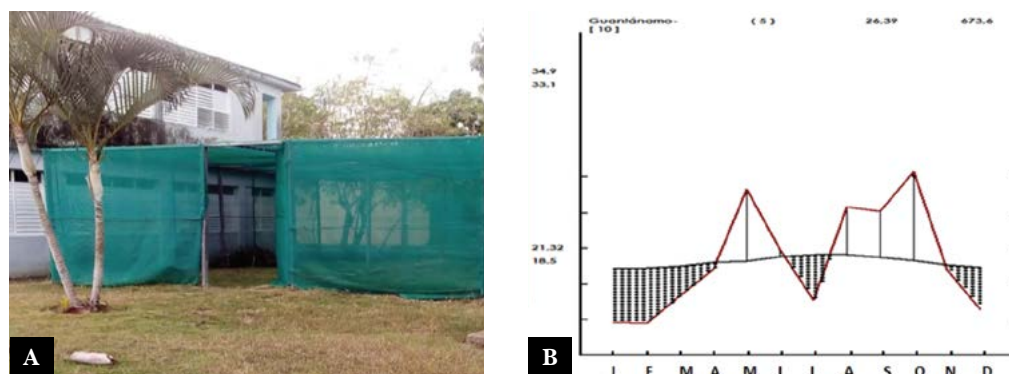 A
Guantánamo- ( 5 ) 26,39 673,6
[ 10 ]
34,9
33,1
21,32
18,5
J F M A M J J A S O N D
B